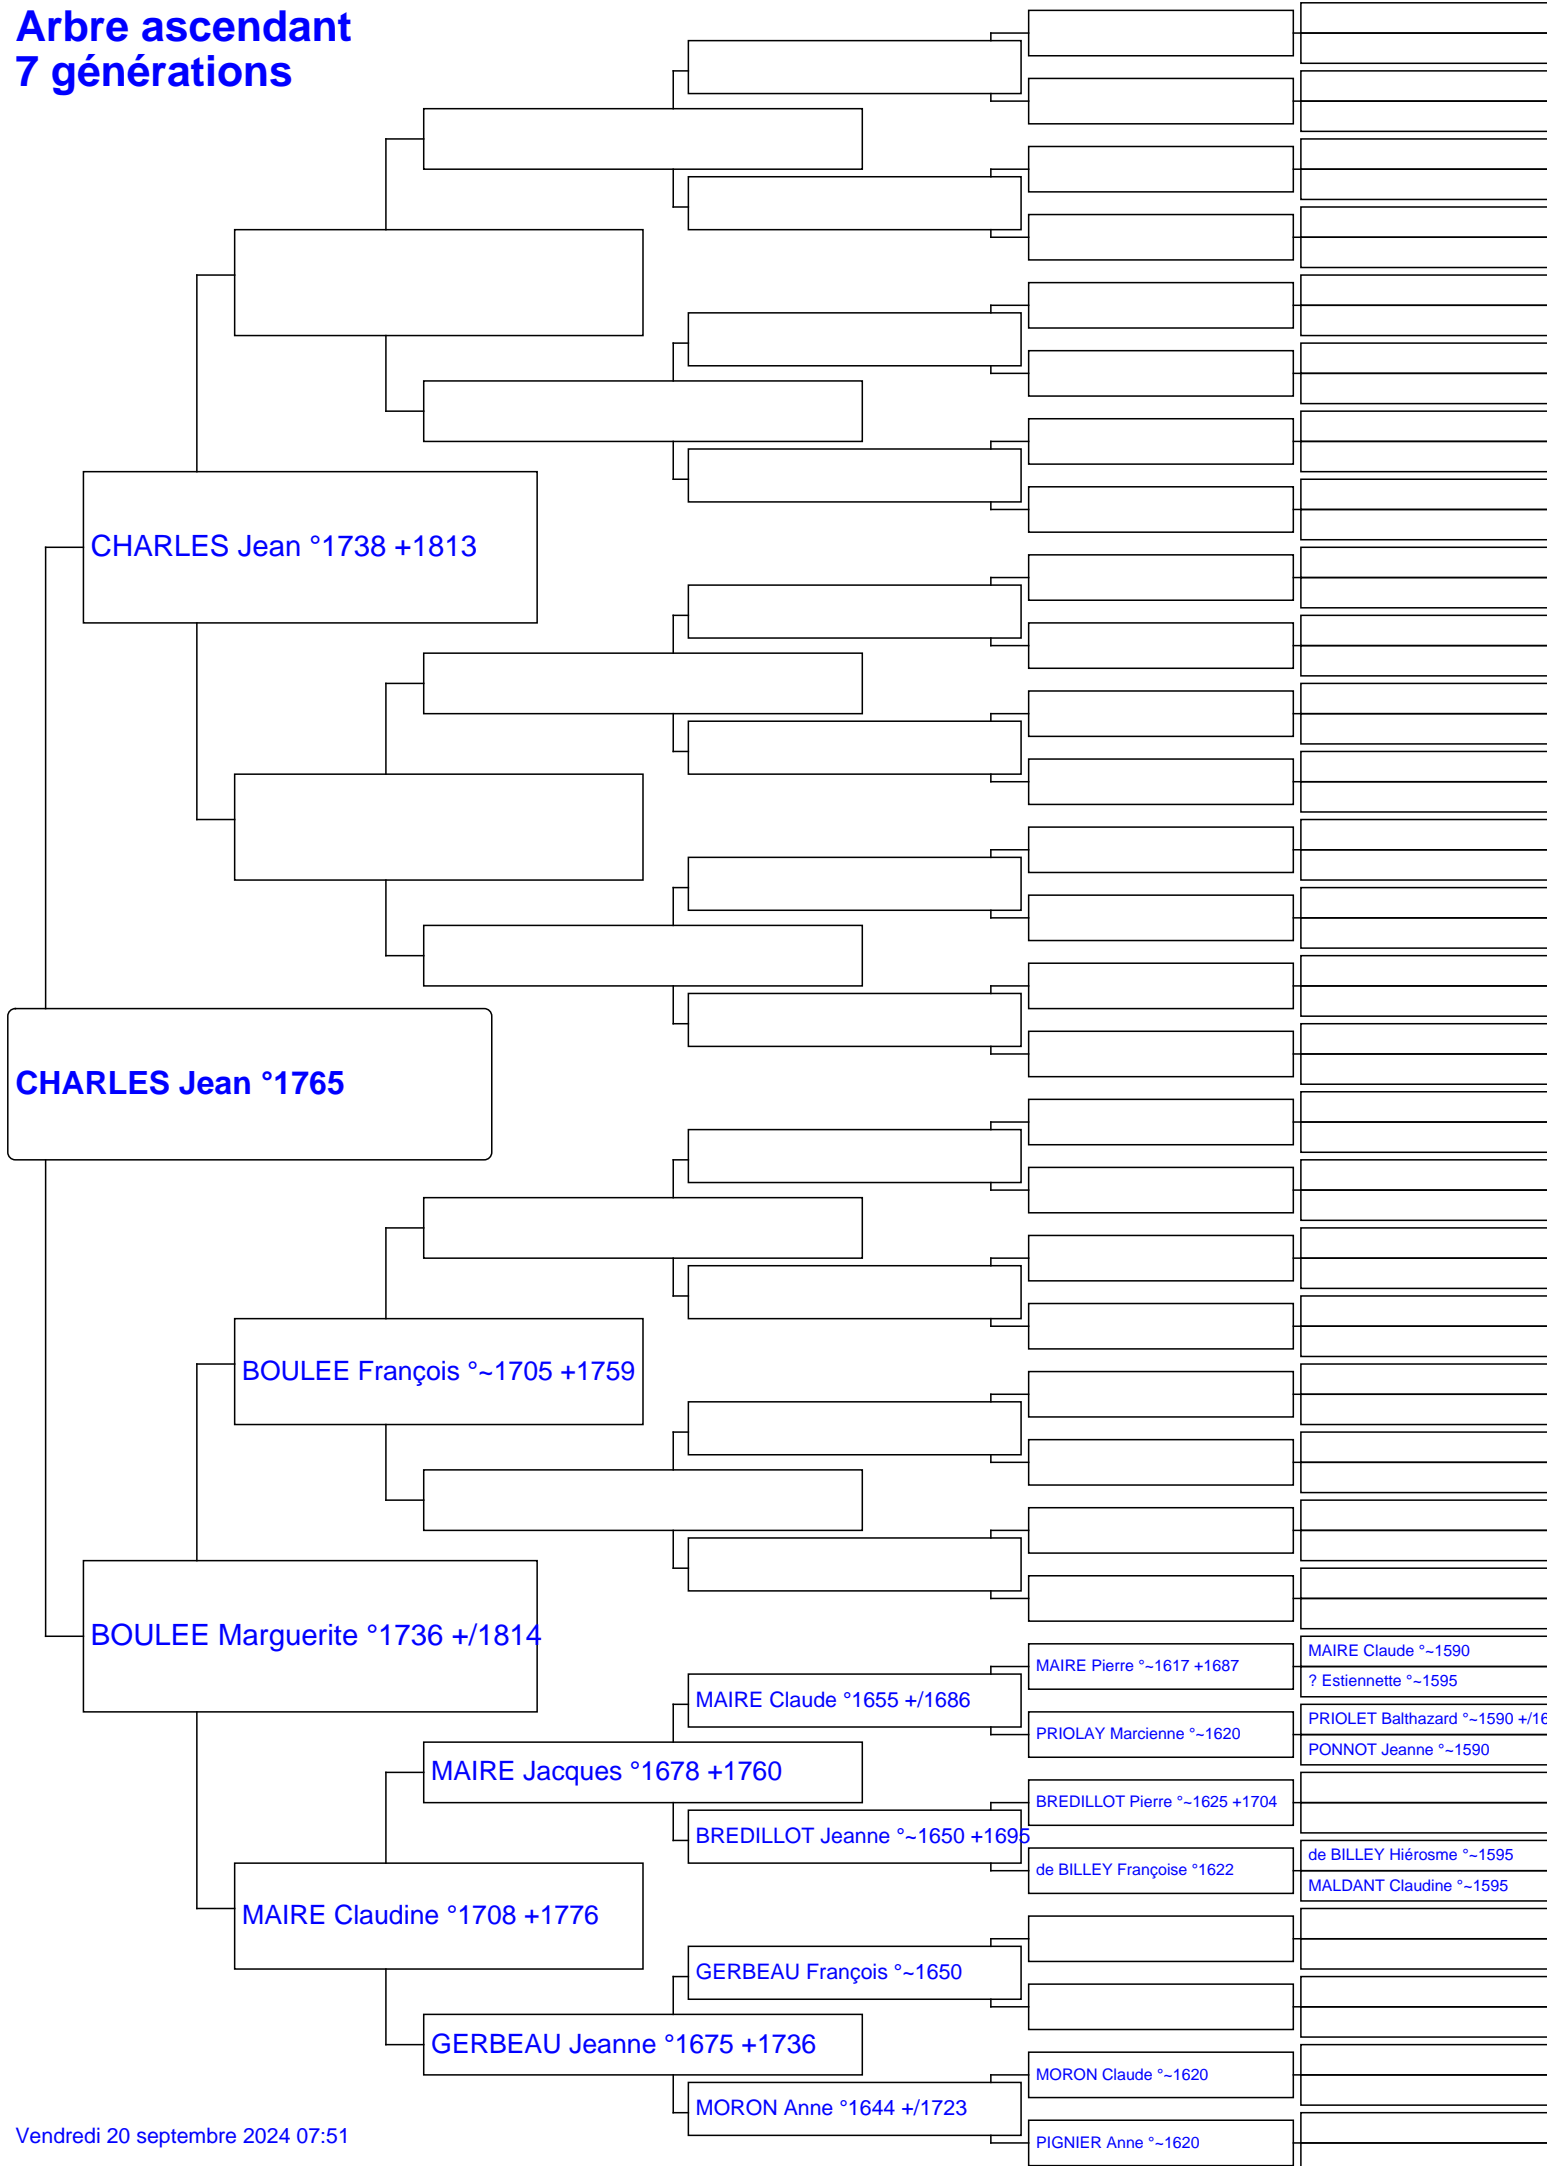 Arbre ascendant
7 générations
CHARLES Jean °1738 +1813
CHARLES Jean °1765
BOULEE François °~1705 +1759
BOULEE Marguerite °1736 +/1814
MAIRE Pierre °~1617 +1687
MAIRE Claude °~1590
? Estiennette °~1595
MAIRE Claude °1655 +/1686
PRIOLAY Marcienne °~1620
PRIOLET Balthazard °~1590 +/16
PONNOT Jeanne °~1590
MAIRE Jacques °1678 +1760
BREDILLOT Pierre °~1625 +1704
BREDILLOT Jeanne °~1650 +1695
de BILLEY Françoise °1622
de BILLEY Hiérosme °~1595
MALDANT Claudine °~1595
MAIRE Claudine °1708 +1776
GERBEAU François °~1650
GERBEAU Jeanne °1675 +1736
MORON Claude °~1620
MORON Anne °1644 +/1723
PIGNIER Anne °~1620
Vendredi 20 septembre 2024 07:51